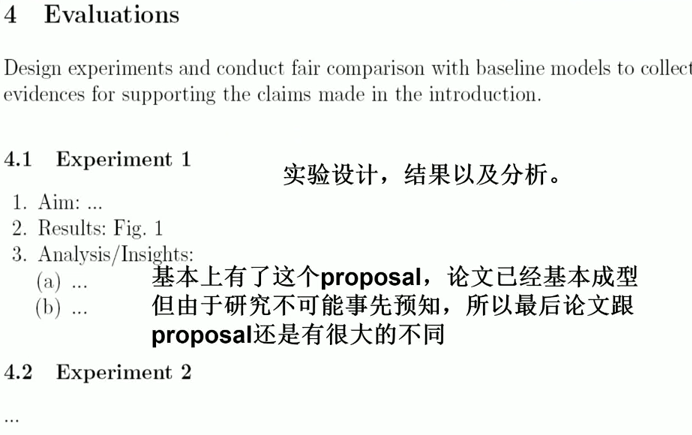 4 Evaluations
Design experiments and conduct fair comparison with baseline models to collect
evidences for supporting the claims made in the introduction.
4.1 Experiment 1
实验设计，结果以及分析。
1. Aim: ...
2. Results: Fig. 1
3. Analysis/Insights:
(a) ...
基本上有了这个proposal，论文已经基本成型
(b) ...
但由于研究不可能事先预知，所以最后论文跟
proposal还是有很大的不同
4.2 Experiment 2
...